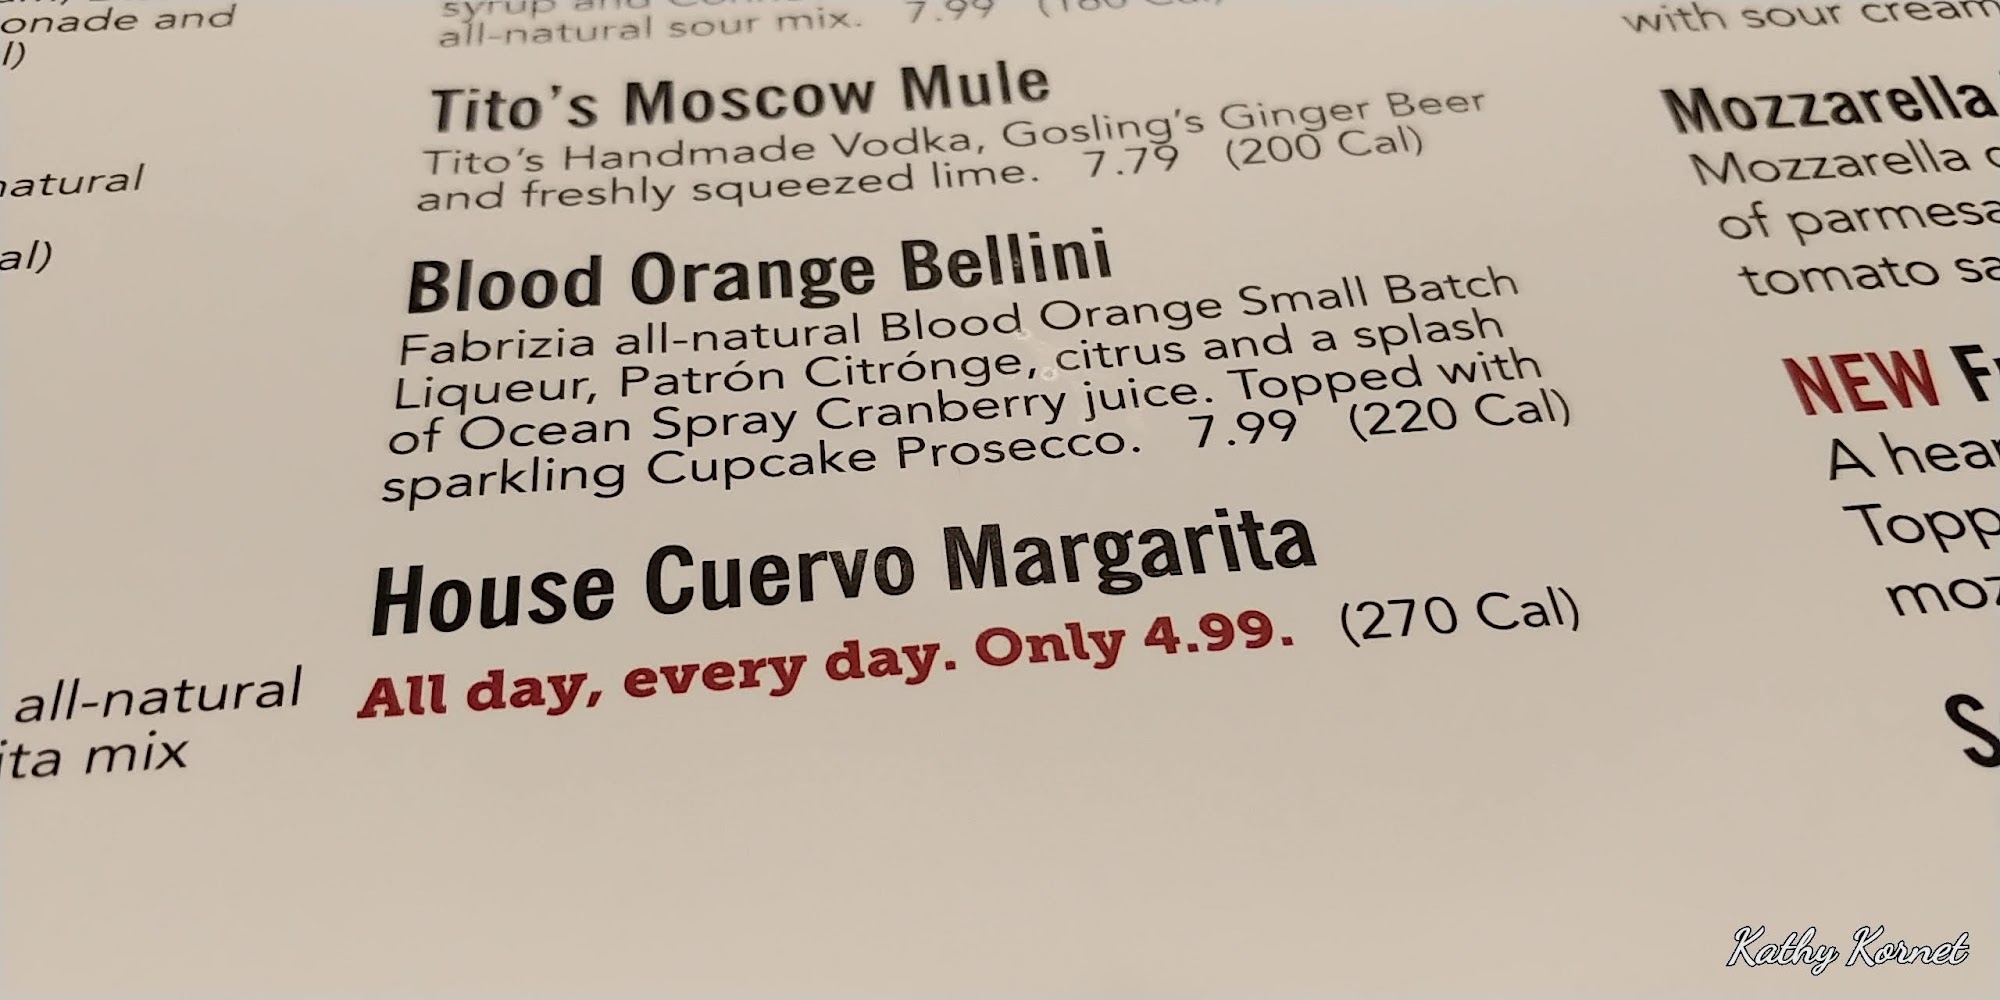 onade and
l)
natural
al)
all-natural
ita mix
syrup and
all-natural sour mix. 7.99
Tito's Moscow Mule
Tito's Handmade Vodka, Gosling's Ginger Beer
and freshly squeezed lime. 7.79 (200 Cal)
Blood Orange Bellini
Fabrizia all-natural Blood Orange Small Batch
Liqueur, Patrón Citrónge, citrus and a splash
of Ocean Spray Cranberry juice. Topped with
sparkling Cupcake Prosecco. 7.99 (220 Cal)
House Cuervo Margarita
All day, every day. Only 4.99. (270 Cal)
with sour cream
Mozzarella
Mozzarella
of parmesa
tomato sa
NEW F
A hear
Topp
moz
S
Kathy Kornet